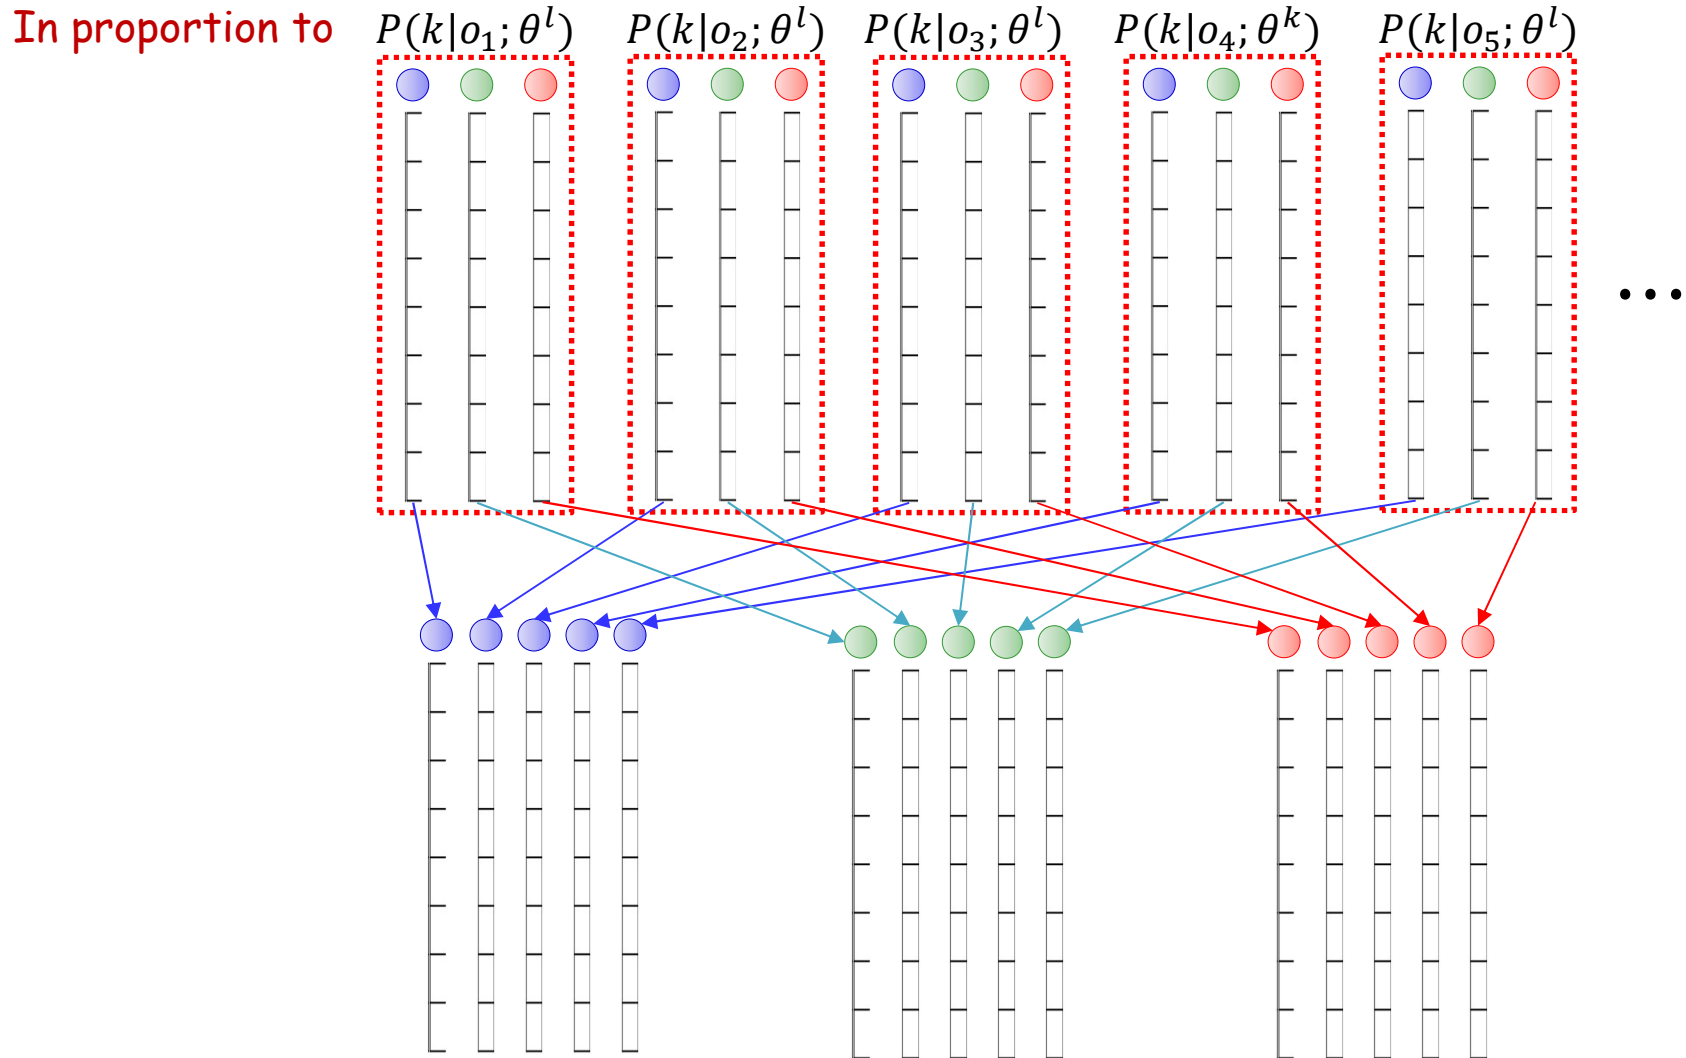 In proportion to P(k|o₁; θˡ) P(k|o₂; θˡ) P(k|o₃; θˡ) P(k|o₄; θᵏ) P(k|o₅; θˡ)
...